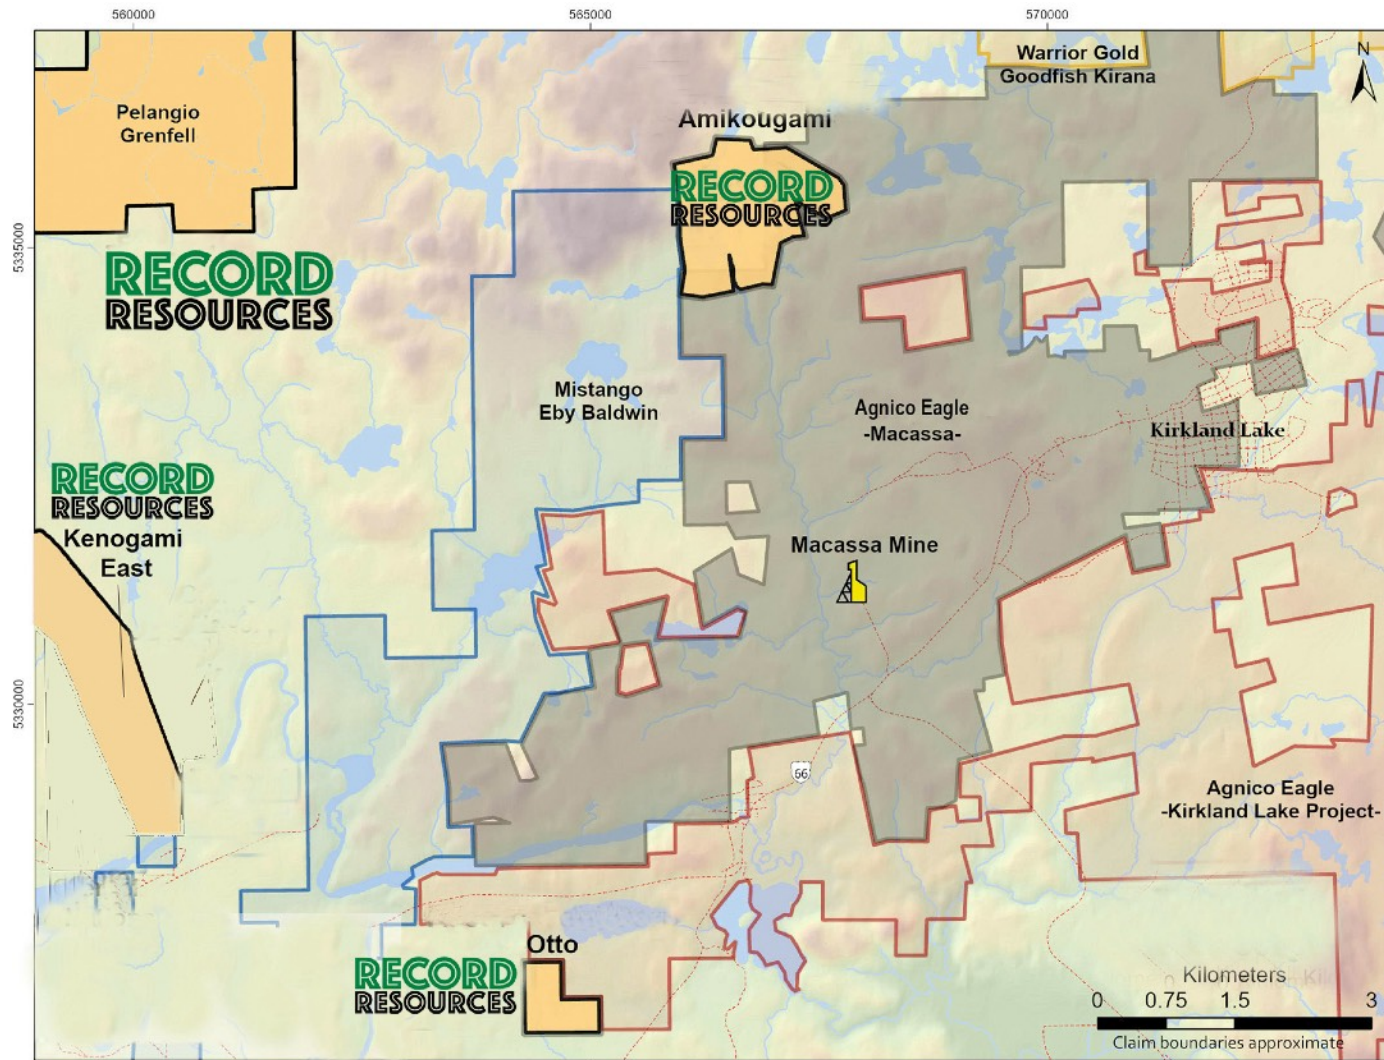 560000
565000
570000
Warrior Gold
Goodfish Kirana
N
Pelangio
Grenfell
Amikougami
RECORD
RESOURCES
5335000
RECORD
RESOURCES
Mistango
Eby Baldwin
Agnico Eagle
-Macassa-
Kirkland Lake
RECORD
RESOURCES
Kenogami
East
Macassa Mine
5330000
66
Agnico Eagle
-Kirkland Lake Project-
Otto
RECORD
RESOURCES
Kilometers
0 0.75 1.5 3
Claim boundaries approximate